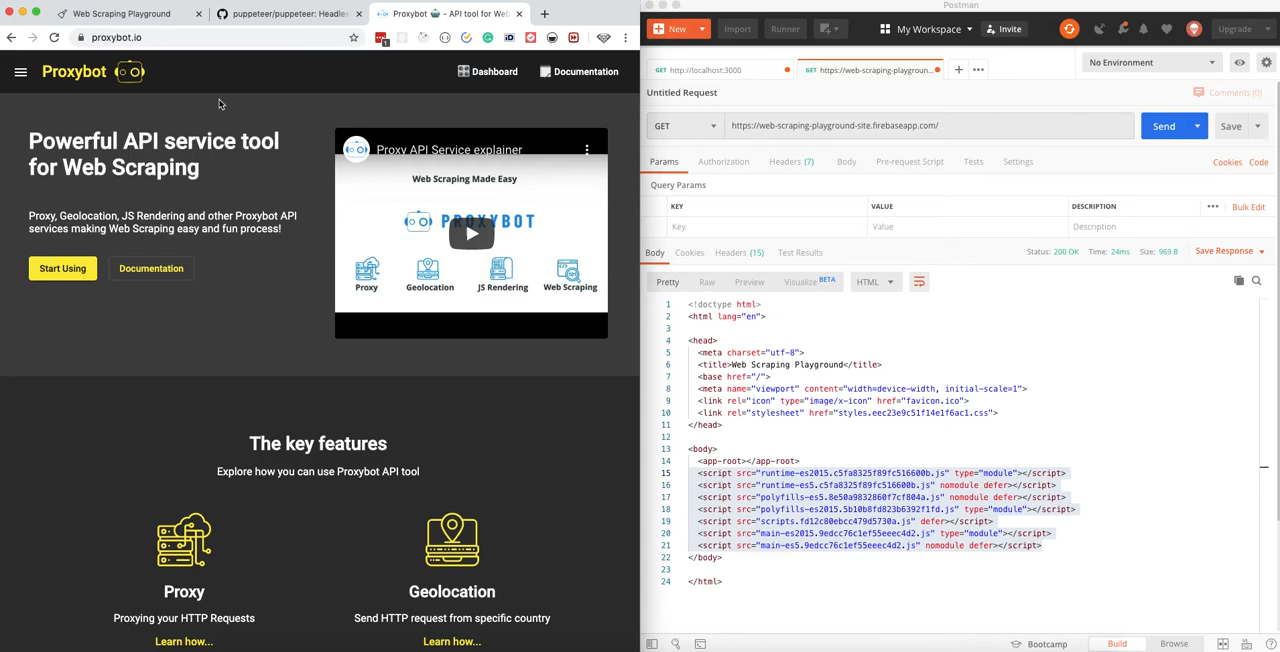 Web Scraping Playground
puppeteer/puppeteer: Headles
Proxybot 🤖 - API tool for Web
proxybot.io
1
Proxybot
Dashboard
Documentation
Powerful API service tool
for Web Scraping
Proxy, Geolocation, JS Rendering and other Proxybot API
services making Web Scraping easy and fun process!
Start Using
Documentation
Proxy API Service explainer
Web Scraping Made Easy
PROXYBOT
Proxy
Geolocation
JS Rendering
Web Scraping
The key features
Explore how you can use Proxybot API tool
Proxy
Proxying your HTTP Requests
Learn how...
Geolocation
Send HTTP request from specific country
Learn how...
Postman
New
Import
Runner
My Workspace
Invite
Upgrade
GET http://localhost:3000
GET https://web-scraping-playgroun...
No Environment
Untitled Request
Comments (0)
GET
https://web-scraping-playground-site.firebaseapp.com/
Send
Save
Params
Authorization
Headers (7)
Body
Pre-request Script
Tests
Settings
Cookies
Code
Query Params
KEY
VALUE
DESCRIPTION
Bulk Edit
Key
Value
Description
Body
Cookies
Headers (15)
Test Results
Status: 200 OK
Time: 24ms
Size: 969 B
Save Response
Pretty
Raw
Preview
Visualize BETA
HTML
1 <!doctype html>
2 <html lang="en">
3
4 <head>
5 <meta charset="utf-8">
6 <title>Web Scraping Playground</title>
7 <base href="/">
8 <meta name="viewport" content="width=device-width, initial-scale=1">
9 <link rel="icon" type="image/x-icon" href="favicon.ico">
10 <link rel="stylesheet" href="styles.eec23e9c51f14e1f6ac1.css">
11 </head>
12
13 <body>
14 <app-root></app-root>
15 <script src="runtime-es2015.c5fa8325f89fc516600b.js" type="module"></script>
16 <script src="runtime-es5.c5fa8325f89fc516600b.js" nomodule defer></script>
17 <script src="polyfills-es5.8e50a9832860f7cf804a.js" nomodule defer></script>
18 <script src="polyfills-es2015.5b10b8fd823b6392f1fd.js" type="module"></script>
19 <script src="scripts.fd12c80ebcc479d5730a.js" defer></script>
20 <script src="main-es2015.9edcc76c1ef55eeec4d2.js" type="module"></script>
21 <script src="main-es5.9edcc76c1ef55eeec4d2.js" nomodule defer></script>
22 </body>
23
24 </html>
Bootcamp
Build
Browse